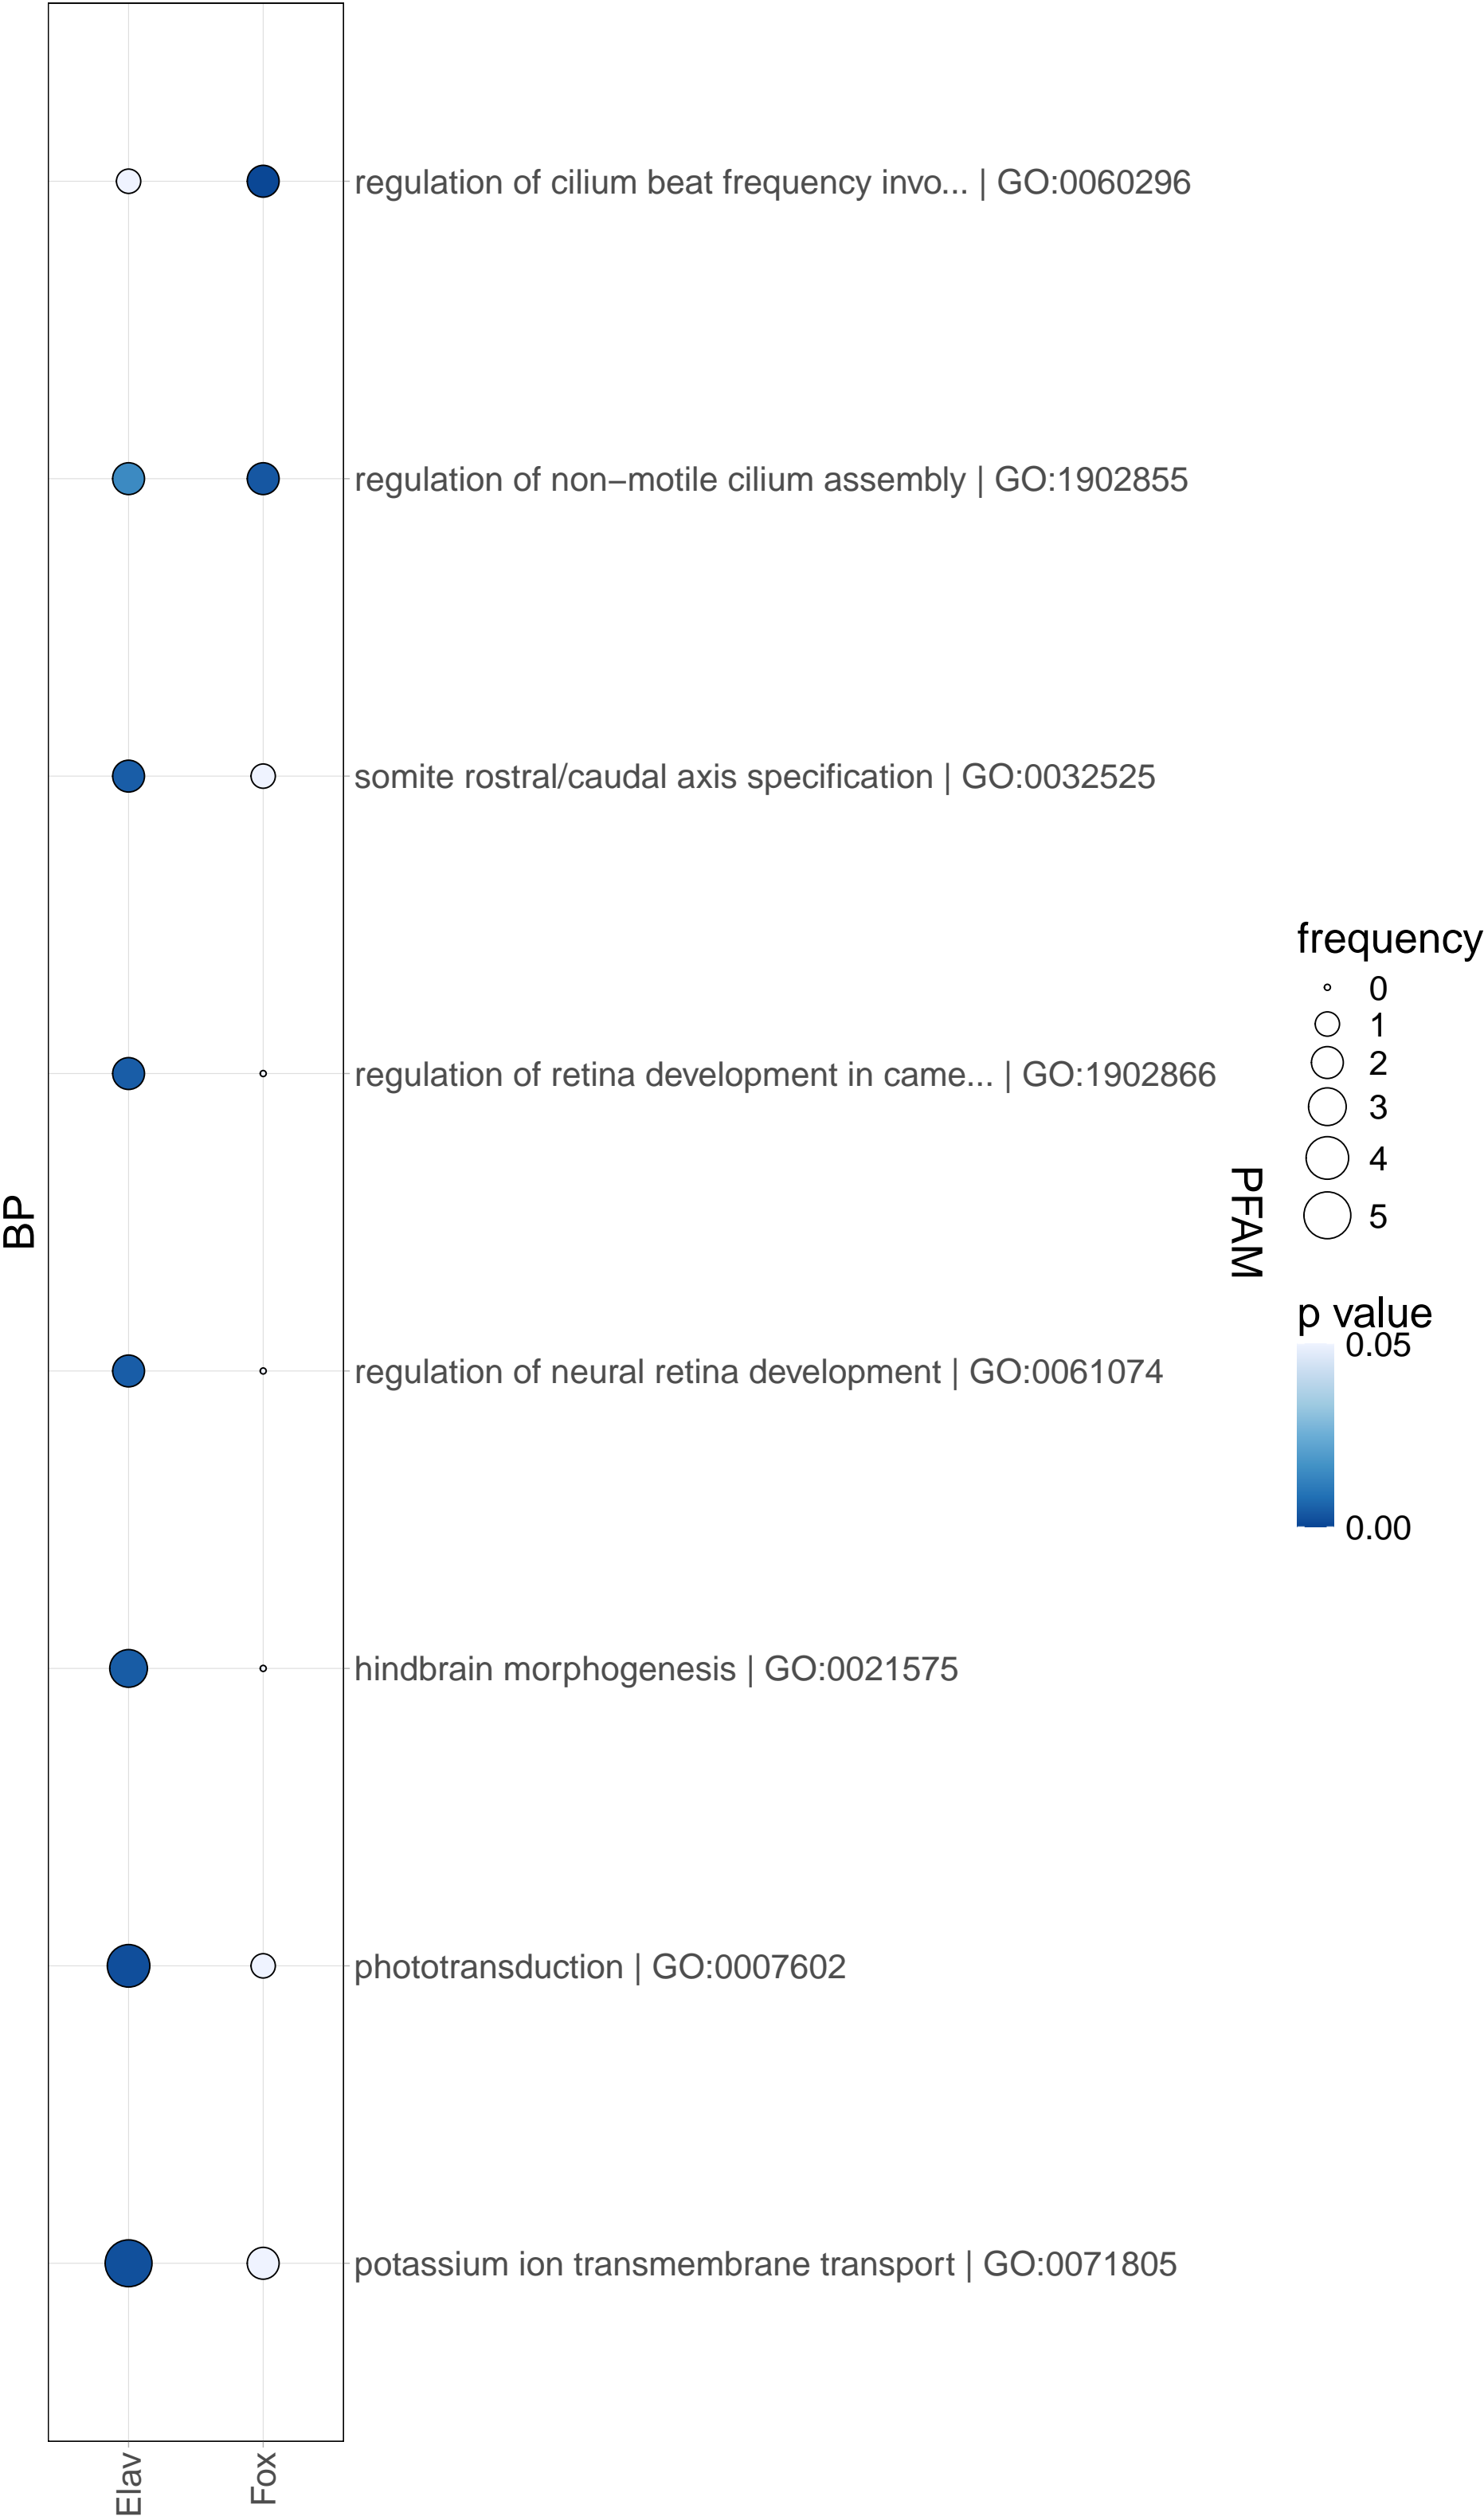 regulation of cilium beat frequency invo... | GO:0060296
regulation of non−motile cilium assembly | GO:1902855
somite rostral/caudal axis specification | GO:0032525
regulation of retina development in came... | GO:1902866
regulation of neural retina development | GO:0061074
hindbrain morphogenesis | GO:0021575
phototransduction | GO:0007602
potassium ion transmembrane transport | GO:0071805
BP
Elav
Fox
PFAM
frequency
0
1
2
3
4
5
p value
0.05
0.00